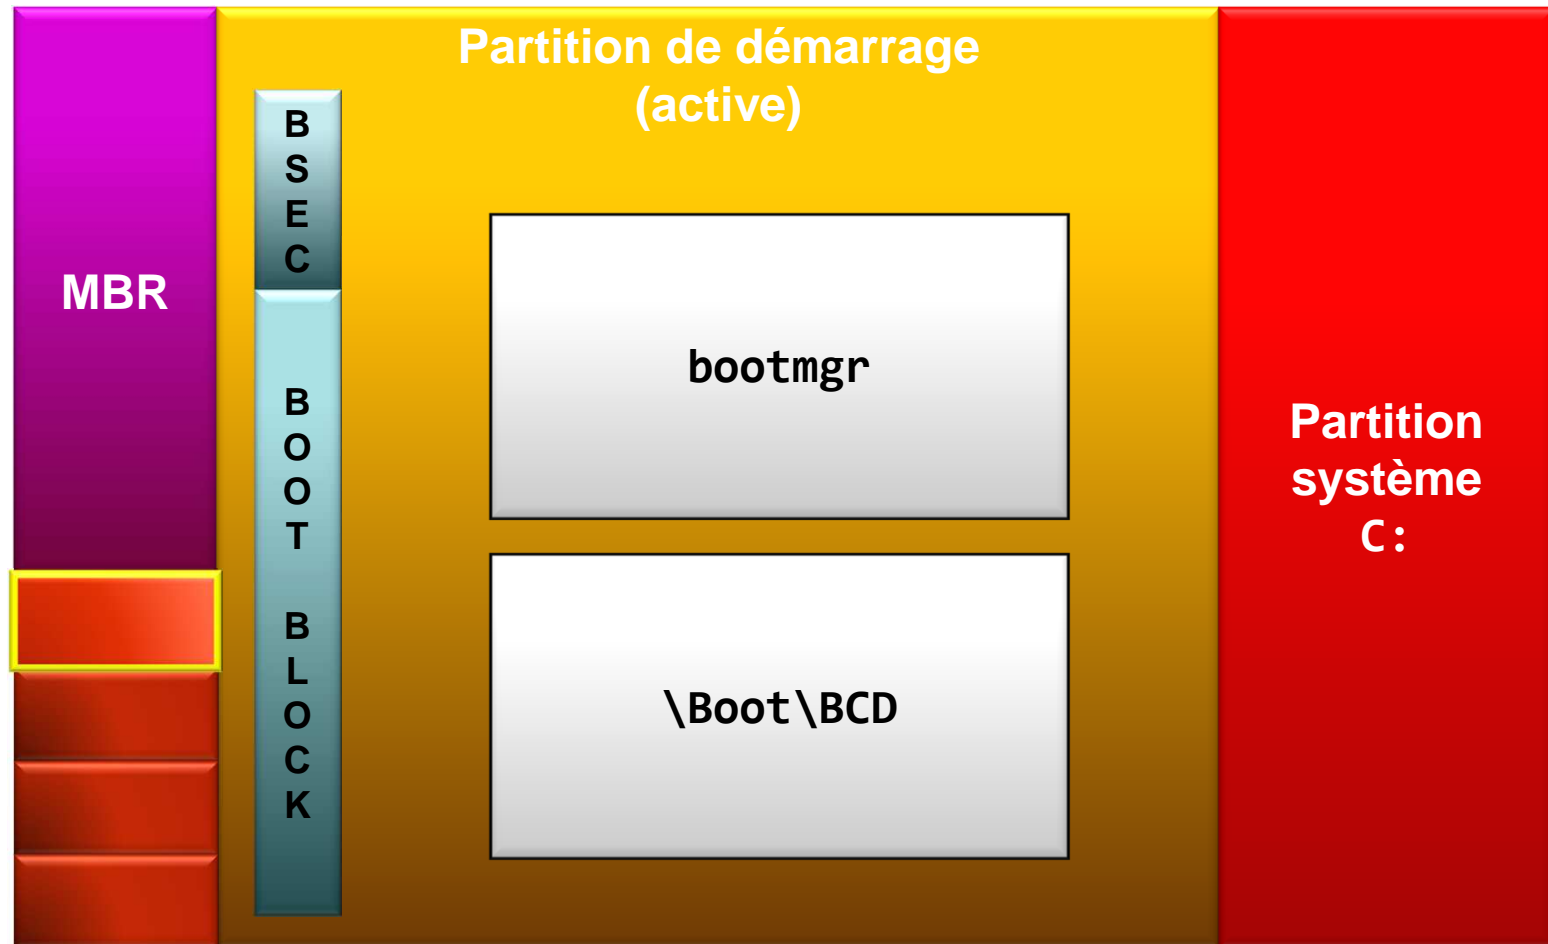 MBR
Partition de démarrage
(active)
B
S
E
C
B
O
O
T
B
L
O
C
K
bootmgr
\Boot\BCD
Partition
système
C: